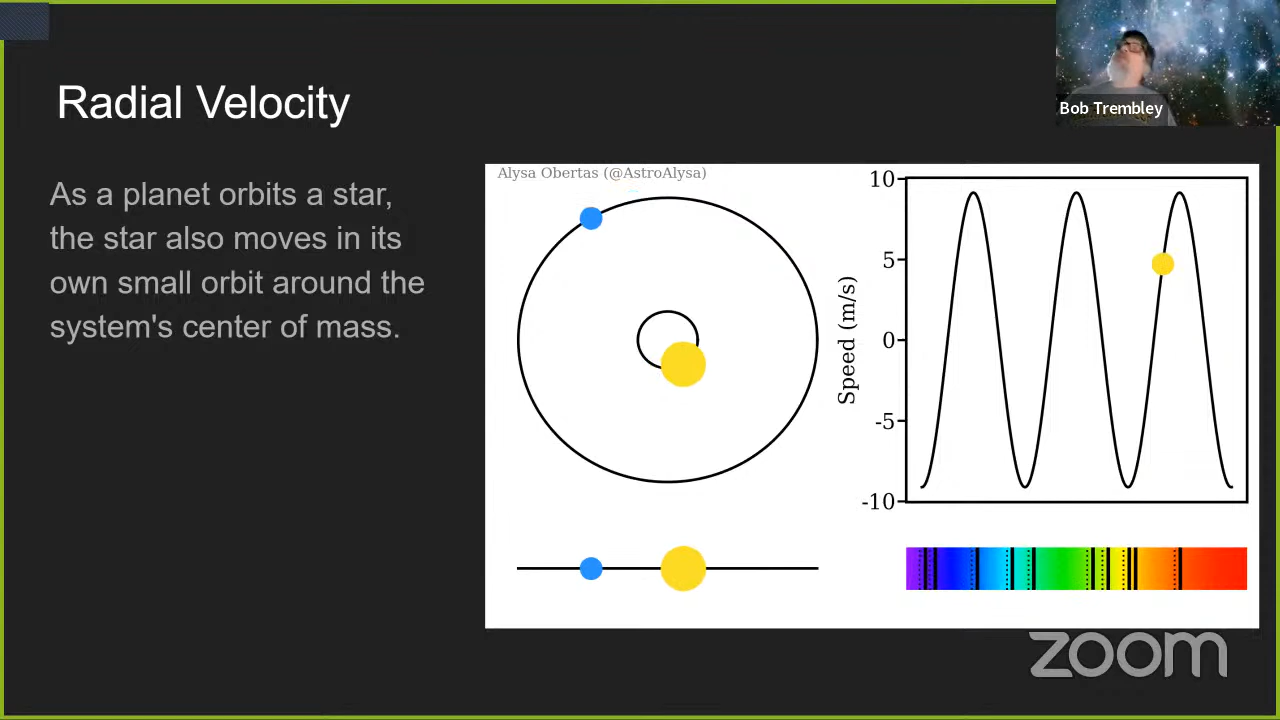 Radial Velocity
As a planet orbits a star,
the star also moves in its
own small orbit around the
system's center of mass.
Bob Trembley
Alysa Obertas (@AstroAlysa)
Speed (m/s)
10
5
0
-5
-10
zoom